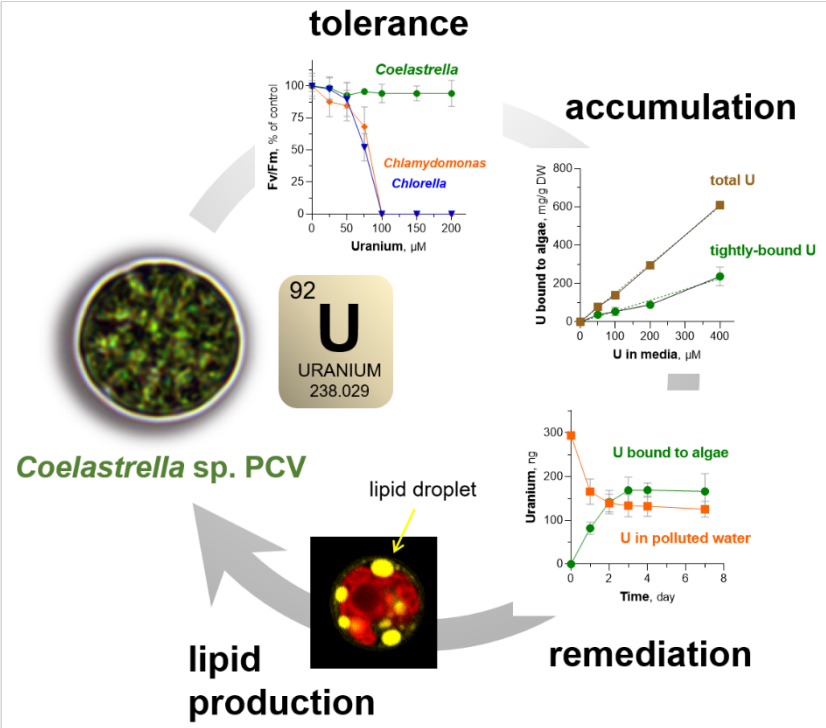 tolerance
Coelastrella
Chlamydomonas
Chlorella
Fv/Fm, % of control
100
75
50
25
0
0 50 100 150 200
Uranium, µM
accumulation
total U
tightly-bound U
U bound to algae, mg/g DW
800
600
400
200
0
0 100 200 300 400
U in media, µM
92
U
URANIUM
238.029
Coelastrella sp. PCV
U bound to algae
U in polluted water
Uranium, ng
300
200
100
0
0 2 4 6 8
Time, day
remediation
lipid droplet
lipid
production